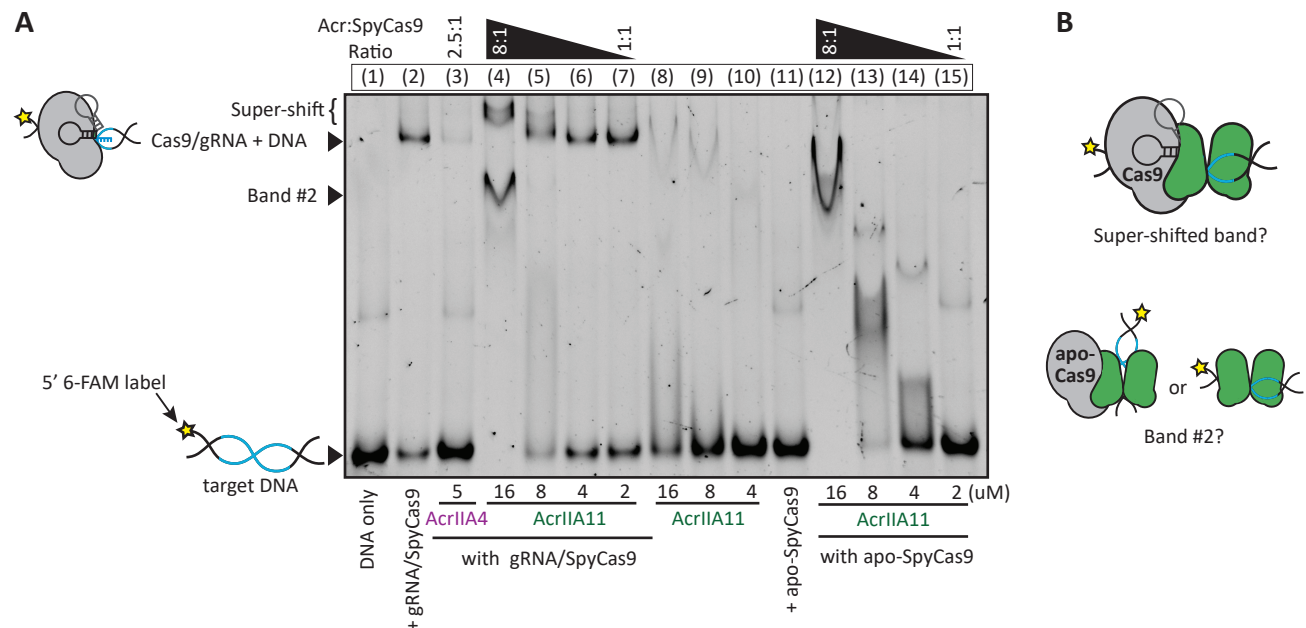 A
B
Acr:SpyCas9
Ratio
2.5:1
8:1
1:1
8:1
1:1
(1) (2) (3) (4) (5) (6) (7) (8) (9) (10) (11) (12) (13) (14) (15)
Super-shift {
Cas9/gRNA + DNA
Band #2
5' 6-FAM label
target DNA
DNA only
+ gRNA/SpyCas9
5 16 8 4 2 16 8 4
+ apo-SpyCas9
16 8 4 2 (uM)
AcrIIA4 AcrIIA11 AcrIIA11 AcrIIA11
with gRNA/SpyCas9
with apo-SpyCas9
Cas9
Super-shifted band?
apo-
Cas9
or
Band #2?